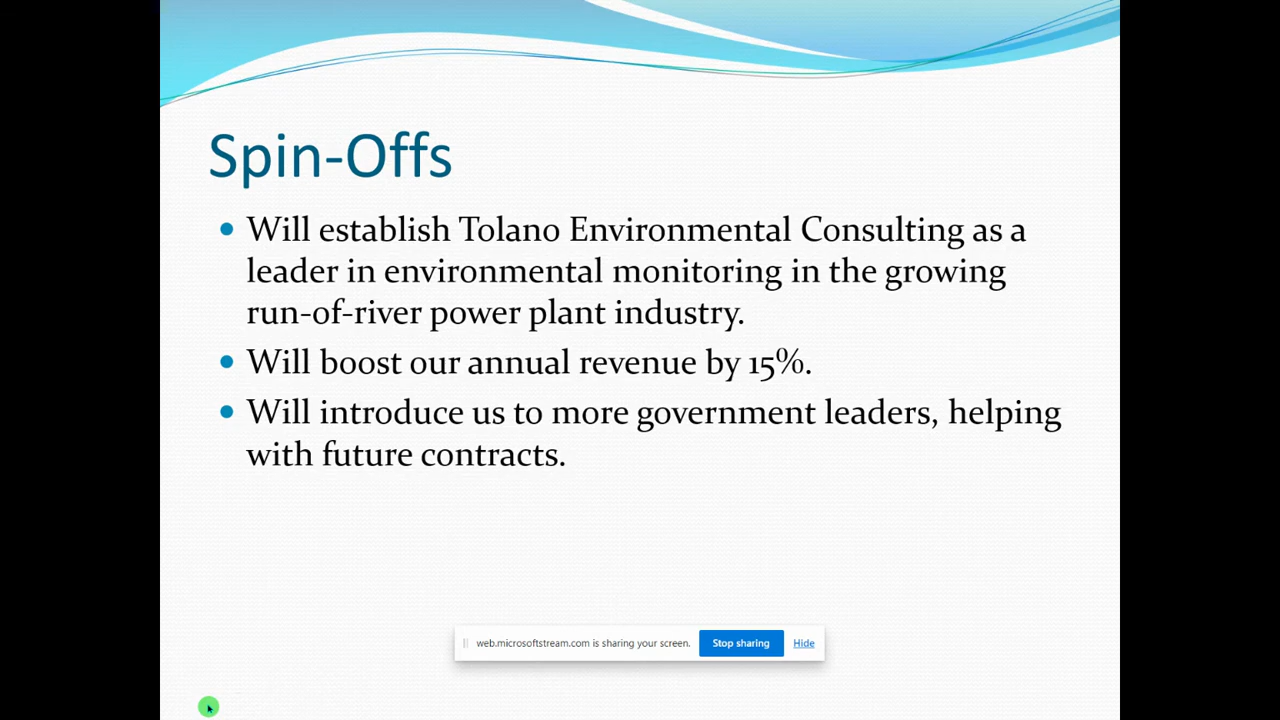 Spin-Offs
Will establish Tolano Environmental Consulting as a
leader in environmental monitoring in the growing
run-of-river power plant industry.
Will boost our annual revenue by 15%.
Will introduce us to more government leaders, helping
with future contracts.
web.microsoftstream.com is sharing your screen. Stop sharing Hide